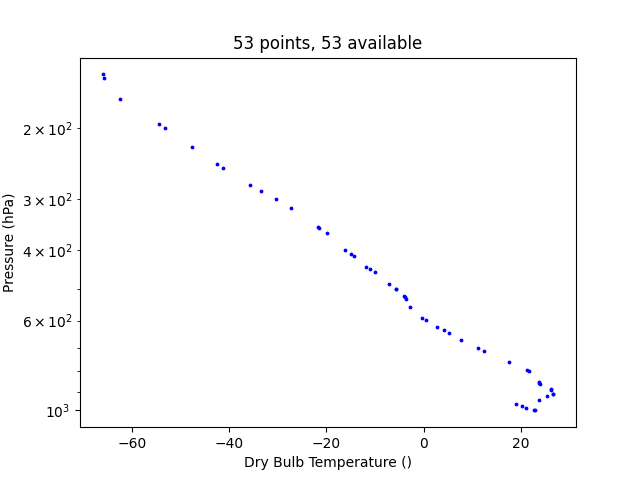 53 points, 53 available
2 × 10²
3 × 10²
4 × 10²
6 × 10²
10³
Pressure (hPa)
−60 −40 −20 0 20
Dry Bulb Temperature ()